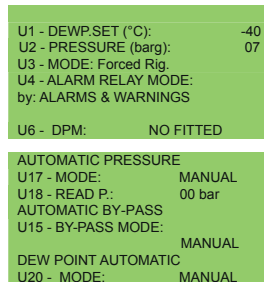 U1 - DEWP.SET (°C): -40
U2 - PRESSURE (barg): 07
U3 - MODE: Forced Rig.
U4 - ALARM RELAY MODE:
by: ALARMS & WARNINGS
U6 - DPM: NO FITTED
AUTOMATIC PRESSURE
U17 - MODE: MANUAL
U18 - READ P.: 00 bar
AUTOMATIC BY-PASS
U15 - BY-PASS MODE:
MANUAL
DEW POINT AUTOMATIC
U20 - MODE: MANUAL